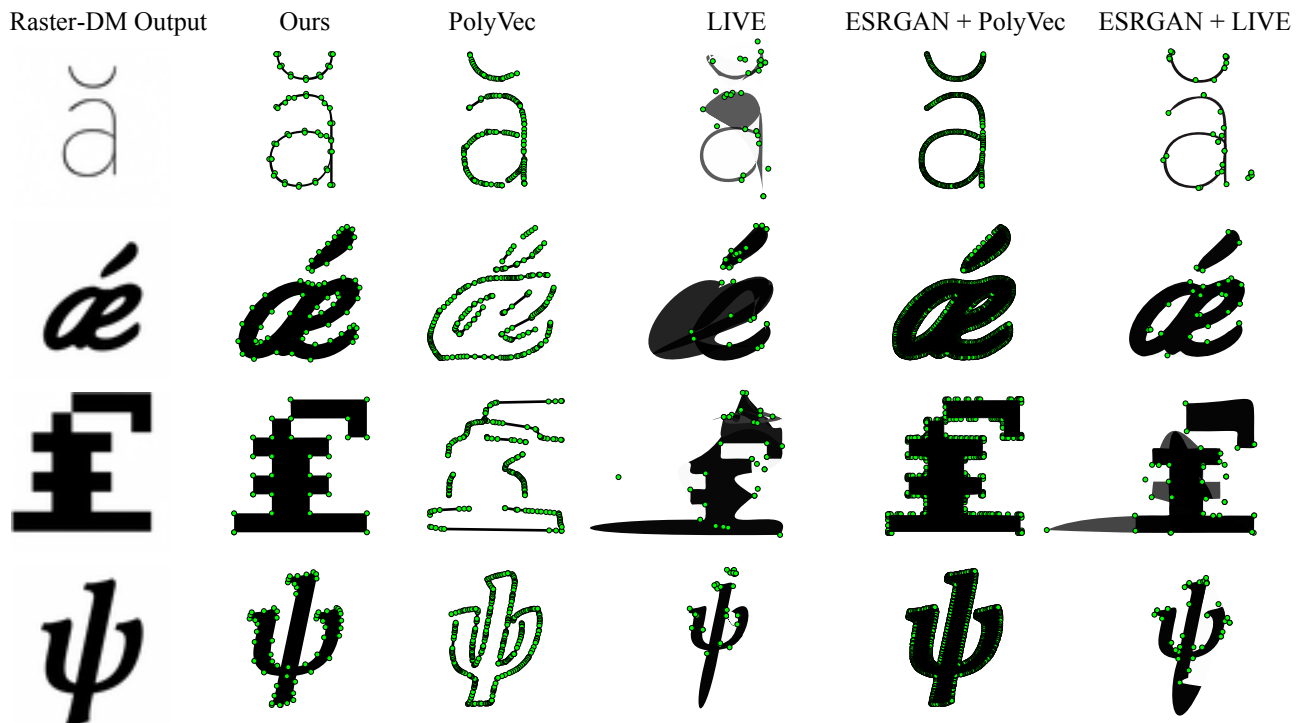 Raster-DM Output Ours PolyVec LIVE ESRGAN + PolyVec ESRGAN + LIVE
ă ă ă ă ă ă
ǽ ǽ ǽ ǽ ǽ ǽ
ψ ψ ψ ψ ψ ψ